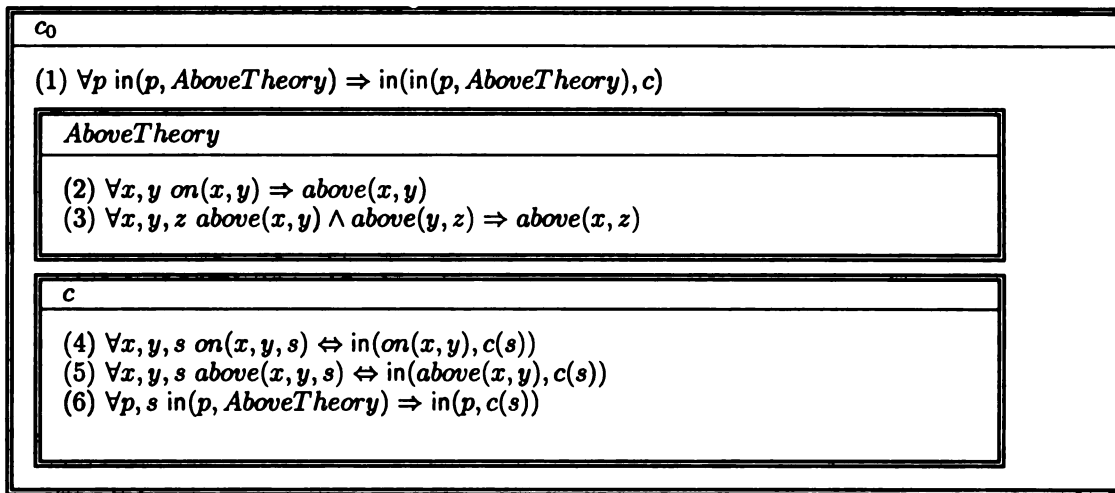 c₀
(1) ∀p in(p, AboveTheory) ⇒ in(in(p, AboveTheory), c)
AboveTheory
(2) ∀x, y on(x, y) ⇒ above(x, y)
(3) ∀x, y, z above(x, y) ∧ above(y, z) ⇒ above(x, z)
c
(4) ∀x, y, s on(x, y, s) ⇔ in(on(x, y), c(s))
(5) ∀x, y, s above(x, y, s) ⇔ in(above(x, y), c(s))
(6) ∀p, s in(p, AboveTheory) ⇒ in(p, c(s))